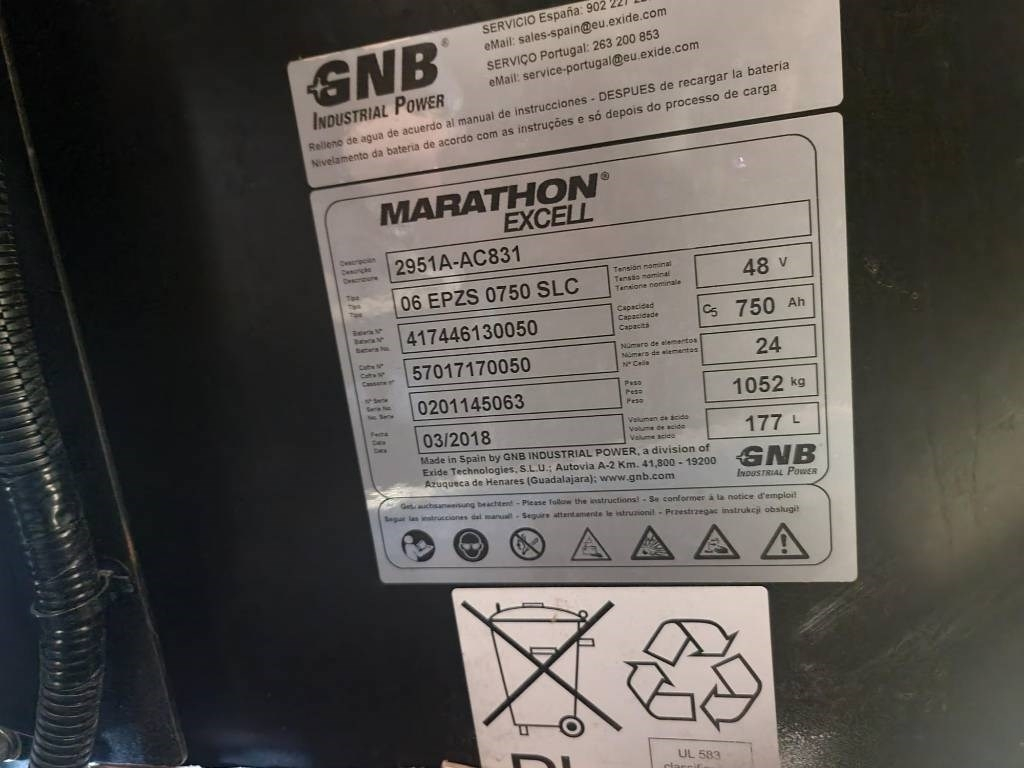 SERVICIO España: 902 227
eMail: sales-spain@eu.exide.com
SERVIÇO Portugal: 263 200 853
eMail: service-portugal@eu.exide.com
GNB®
INDUSTRIAL POWER
Relleno de agua de acuerdo al manual de instrucciones - DESPUES de recargar la bateria
Nivelamento da bateria de acordo com as instruções e só depois do processo de carga
MARATHON®
EXCELL
Descripción
Descrição
Descrizione
2951A-AC831
Tipo
Tipo
Tipo
06 EPZS 0750 SLC
Tensión nominal
Tensão nominal
Tensione nominale
48 V
Batería Nº
Bateria Nº
Batteria No.
417446130050
Capacidad
Capacidade
Capacità
C5 750 Ah
Cofre Nº
Cofre Nº
Cassone nº
57017170050
Número de elementos
Número de elementos
Nº Celle
24
Nº Serie
Serie No.
No. Serie
0201145063
Peso
Peso
Peso
1052 kg
Fecha
Data
Data
03/2018
Volumen de ácido
Volume de acido
Volume acido
177 L
Made in Spain by GNB INDUSTRIAL POWER, a division of
Exide Technologies, S.L.U.; Autovia A-2 Km. 41,800 - 19200
Azuqueca de Henares (Guadalajara); www.gnb.com
GNB
INDUSTRIAL POWER
Gebrauchsanweisung beachten! - Please follow the instructions! - Se conformer à la notice d'emploi!
Seguir las instrucciones del manual! - Seguire attentamente le istruzioni! - Przestrzegac instrukcji obslugi!
UL 583